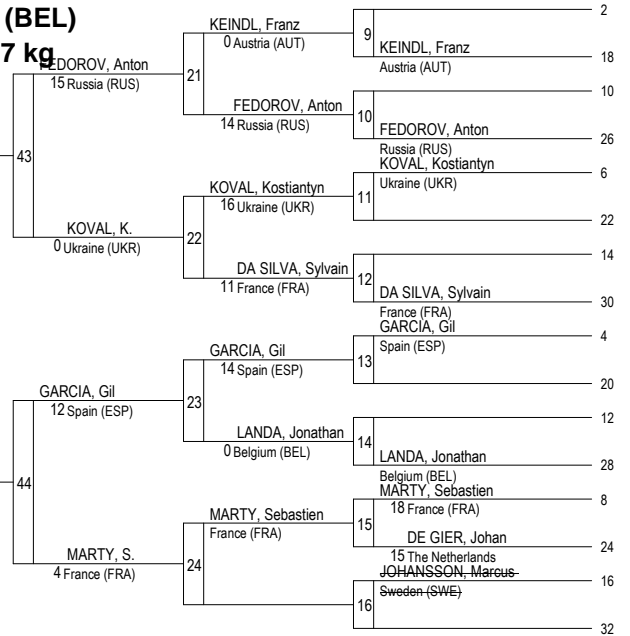 (BEL)
7 kg
KEINDL, Franz
0 Austria (AUT)
2
9
KEINDL, Franz
Austria (AUT)
18
FEDOROV, Anton
15 Russia (RUS)
21
10
FEDOROV, Anton
14 Russia (RUS)
10
FEDOROV, Anton
Russia (RUS)
26
43
KOVAL, Kostiantyn
Ukraine (UKR)
6
KOVAL, Kostiantyn
16 Ukraine (UKR)
11
22
KOVAL, K.
0 Ukraine (UKR)
22
14
DA SILVA, Sylvain
11 France (FRA)
12
DA SILVA, Sylvain
France (FRA)
30
GARCIA, Gil
Spain (ESP)
4
GARCIA, Gil
14 Spain (ESP)
13
20
GARCIA, Gil
12 Spain (ESP)
23
12
LANDA, Jonathan
0 Belgium (BEL)
14
LANDA, Jonathan
Belgium (BEL)
28
44
MARTY, Sebastien
18 France (FRA)
8
MARTY, Sebastien
France (FRA)
15
DE GIER, Johan
15 The Netherlands
24
MARTY, S.
4 France (FRA)
24
JOHANSSON, Marcus
Sweden (SWE)
16
16
32